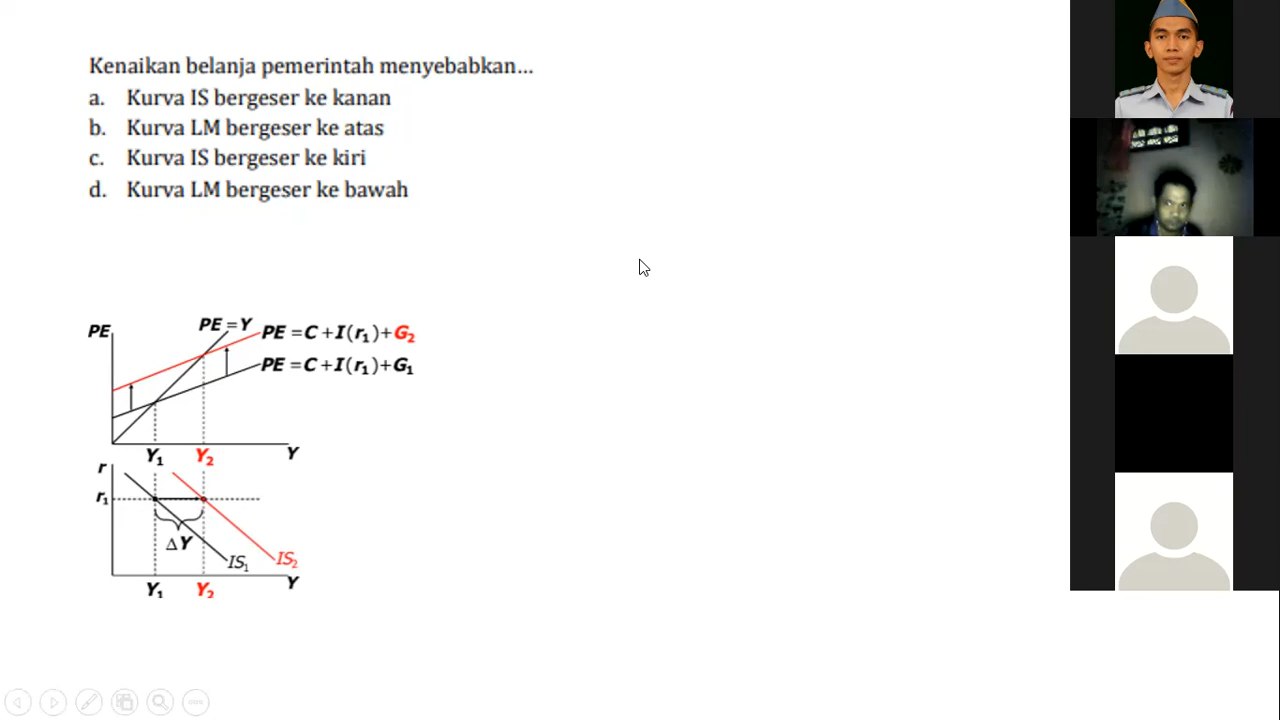 Kenaikan belanja pemerintah menyebabkan...
a. Kurva IS bergeser ke kanan
b. Kurva LM bergeser ke atas
c. Kurva IS bergeser ke kiri
d. Kurva LM bergeser ke bawah
PE
PE =Y
PE =C +I(r₁)+G₂
PE =C +I(r₁)+G₁
Y₁
Y₂
Y
r
r₁
ΔY
IS₁
IS₂
Y₁
Y₂
Y